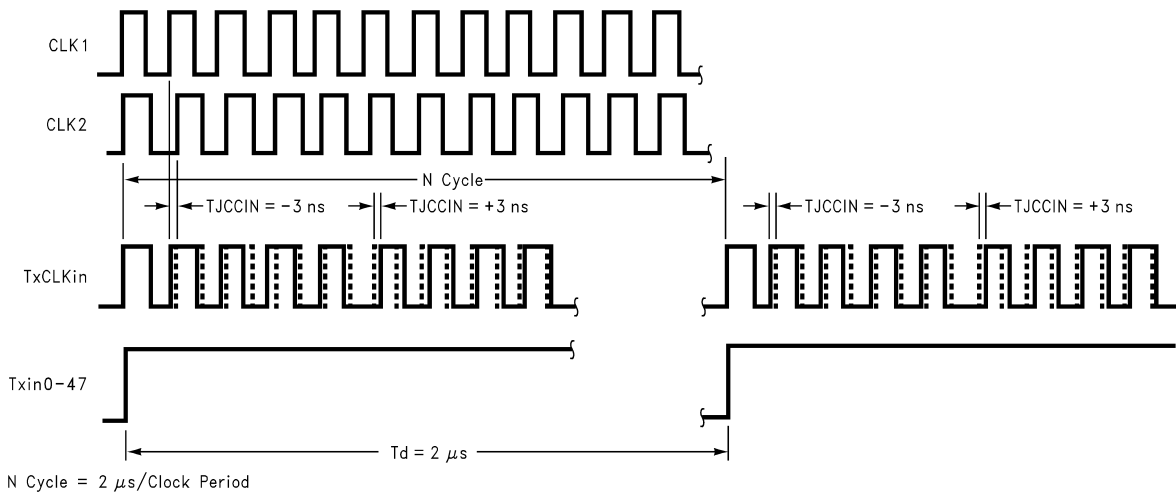 CLK1
CLK2
N Cycle
TJCCIN = -3 ns
TJCCIN = +3 ns
TJCCIN = -3 ns
TJCCIN = +3 ns
TxCLKin
Txin0-47
Td = 2 μs
N Cycle = 2 μs/Clock Period